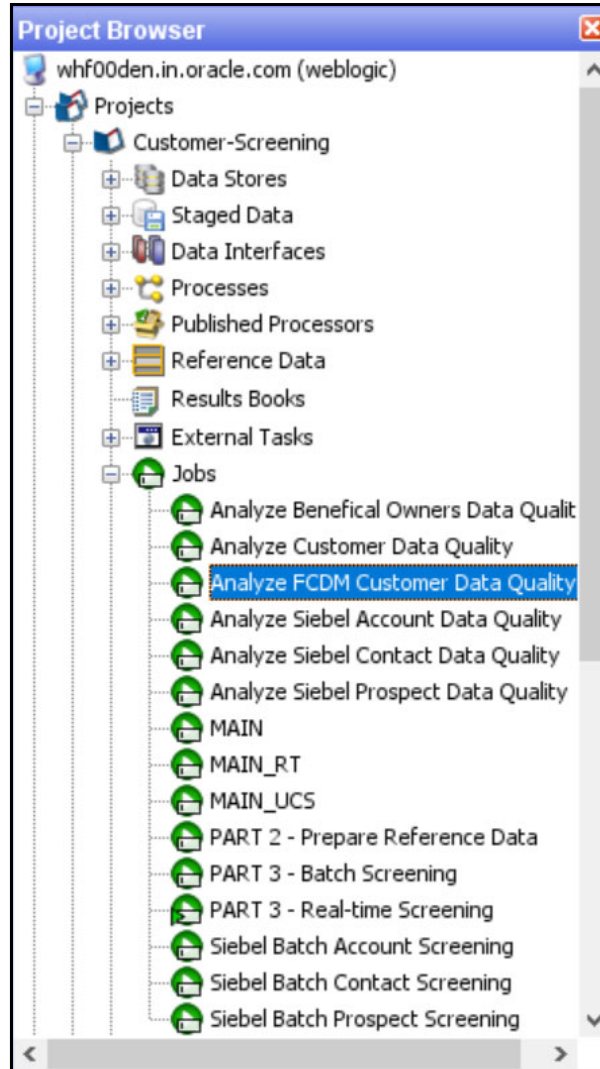 Project Browser
whf00den.in.oracle.com (weblogic)
Projects
Customer-Screening
Data Stores
Staged Data
Data Interfaces
Processes
Published Processors
Reference Data
Results Books
External Tasks
Jobs
Analyze Benefical Owners Data Qualit
Analyze Customer Data Quality
Analyze FCDM Customer Data Quality
Analyze Siebel Account Data Quality
Analyze Siebel Contact Data Quality
Analyze Siebel Prospect Data Quality
MAIN
MAIN_RT
MAIN_UCS
PART 2 - Prepare Reference Data
PART 3 - Batch Screening
PART 3 - Real-time Screening
Siebel Batch Account Screening
Siebel Batch Contact Screening
Siebel Batch Prospect Screening